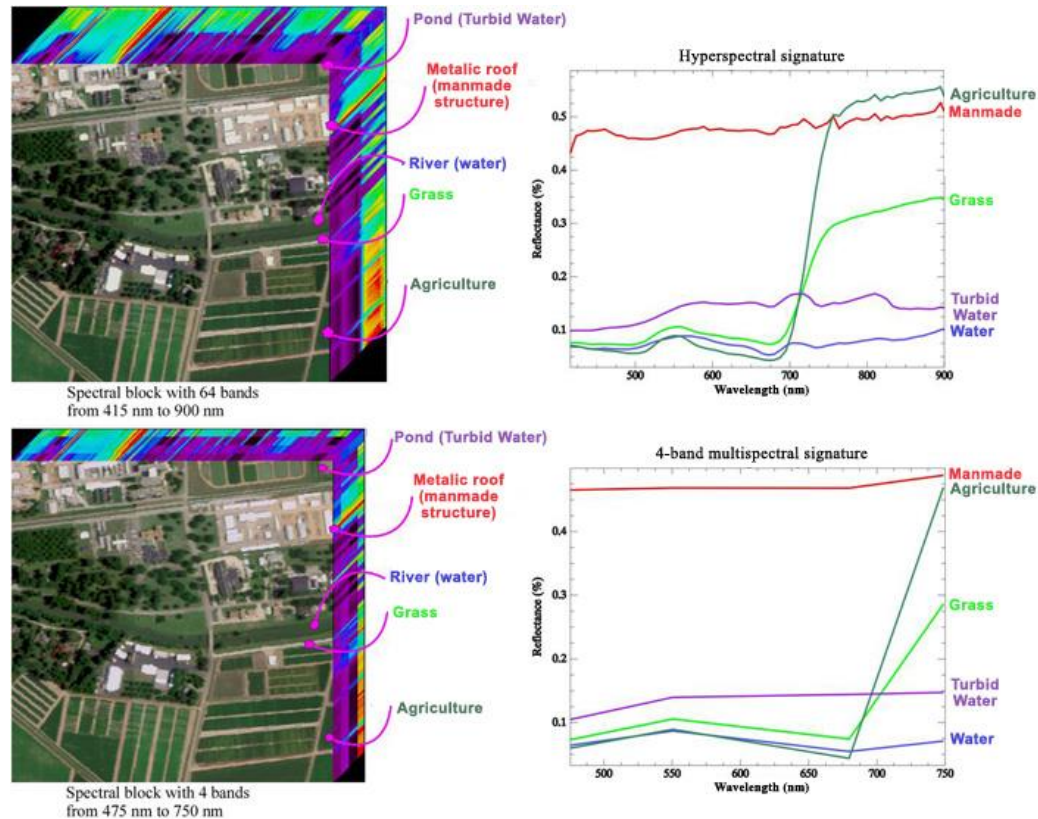 Pond (Turbid Water)
Metalic roof
(manmade
structure)
River (water)
Grass
Agriculture
Spectral block with 64 bands
from 415 nm to 900 nm
Hyperspectral signature
Reflectance (%)
0.5
0.4
0.3
0.2
0.1
500
600
700
800
900
Wavelength (nm)
Agriculture
Manmade
Grass
Turbid
Water
Water
Pond (Turbid Water)
Metalic roof
(manmade
structure)
River (water)
Grass
Agriculture
Spectral block with 4 bands
from 475 nm to 750 nm
4-band multispectral signature
Reflectance (%)
0.4
0.3
0.2
0.1
500
550
600
650
700
750
Wavelength (nm)
Manmade
Agriculture
Grass
Turbid
Water
Water